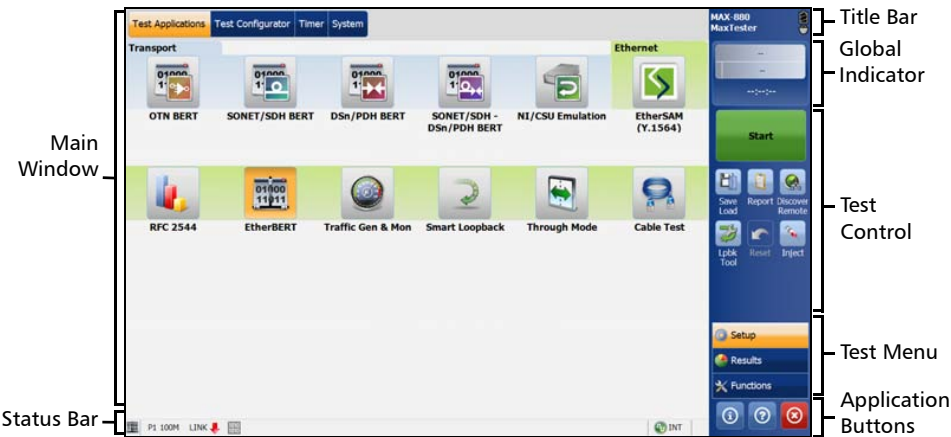 Test Applications Test Configurator Timer System
MAX-880
MaxTester
Title Bar
Transport
Ethernet
--
--
--:--:--
Global
Indicator
OTN BERT
SONET/SDH BERT
DSn/PDH BERT
SONET/SDH -
DSn/PDH BERT
NI/CSU Emulation
EtherSAM
(Y.1564)
Main
Window
Start
RFC 2544
EtherBERT
Traffic Gen & Mon
Smart Loopback
Through Mode
Cable Test
Save
Load
Report
Discover
Remote
Lpbk
Tool
Reset
Inject
Test
Control
Setup
Results
Functions
Test Menu
Application
Buttons
Status Bar
P1 100M LINK
INT